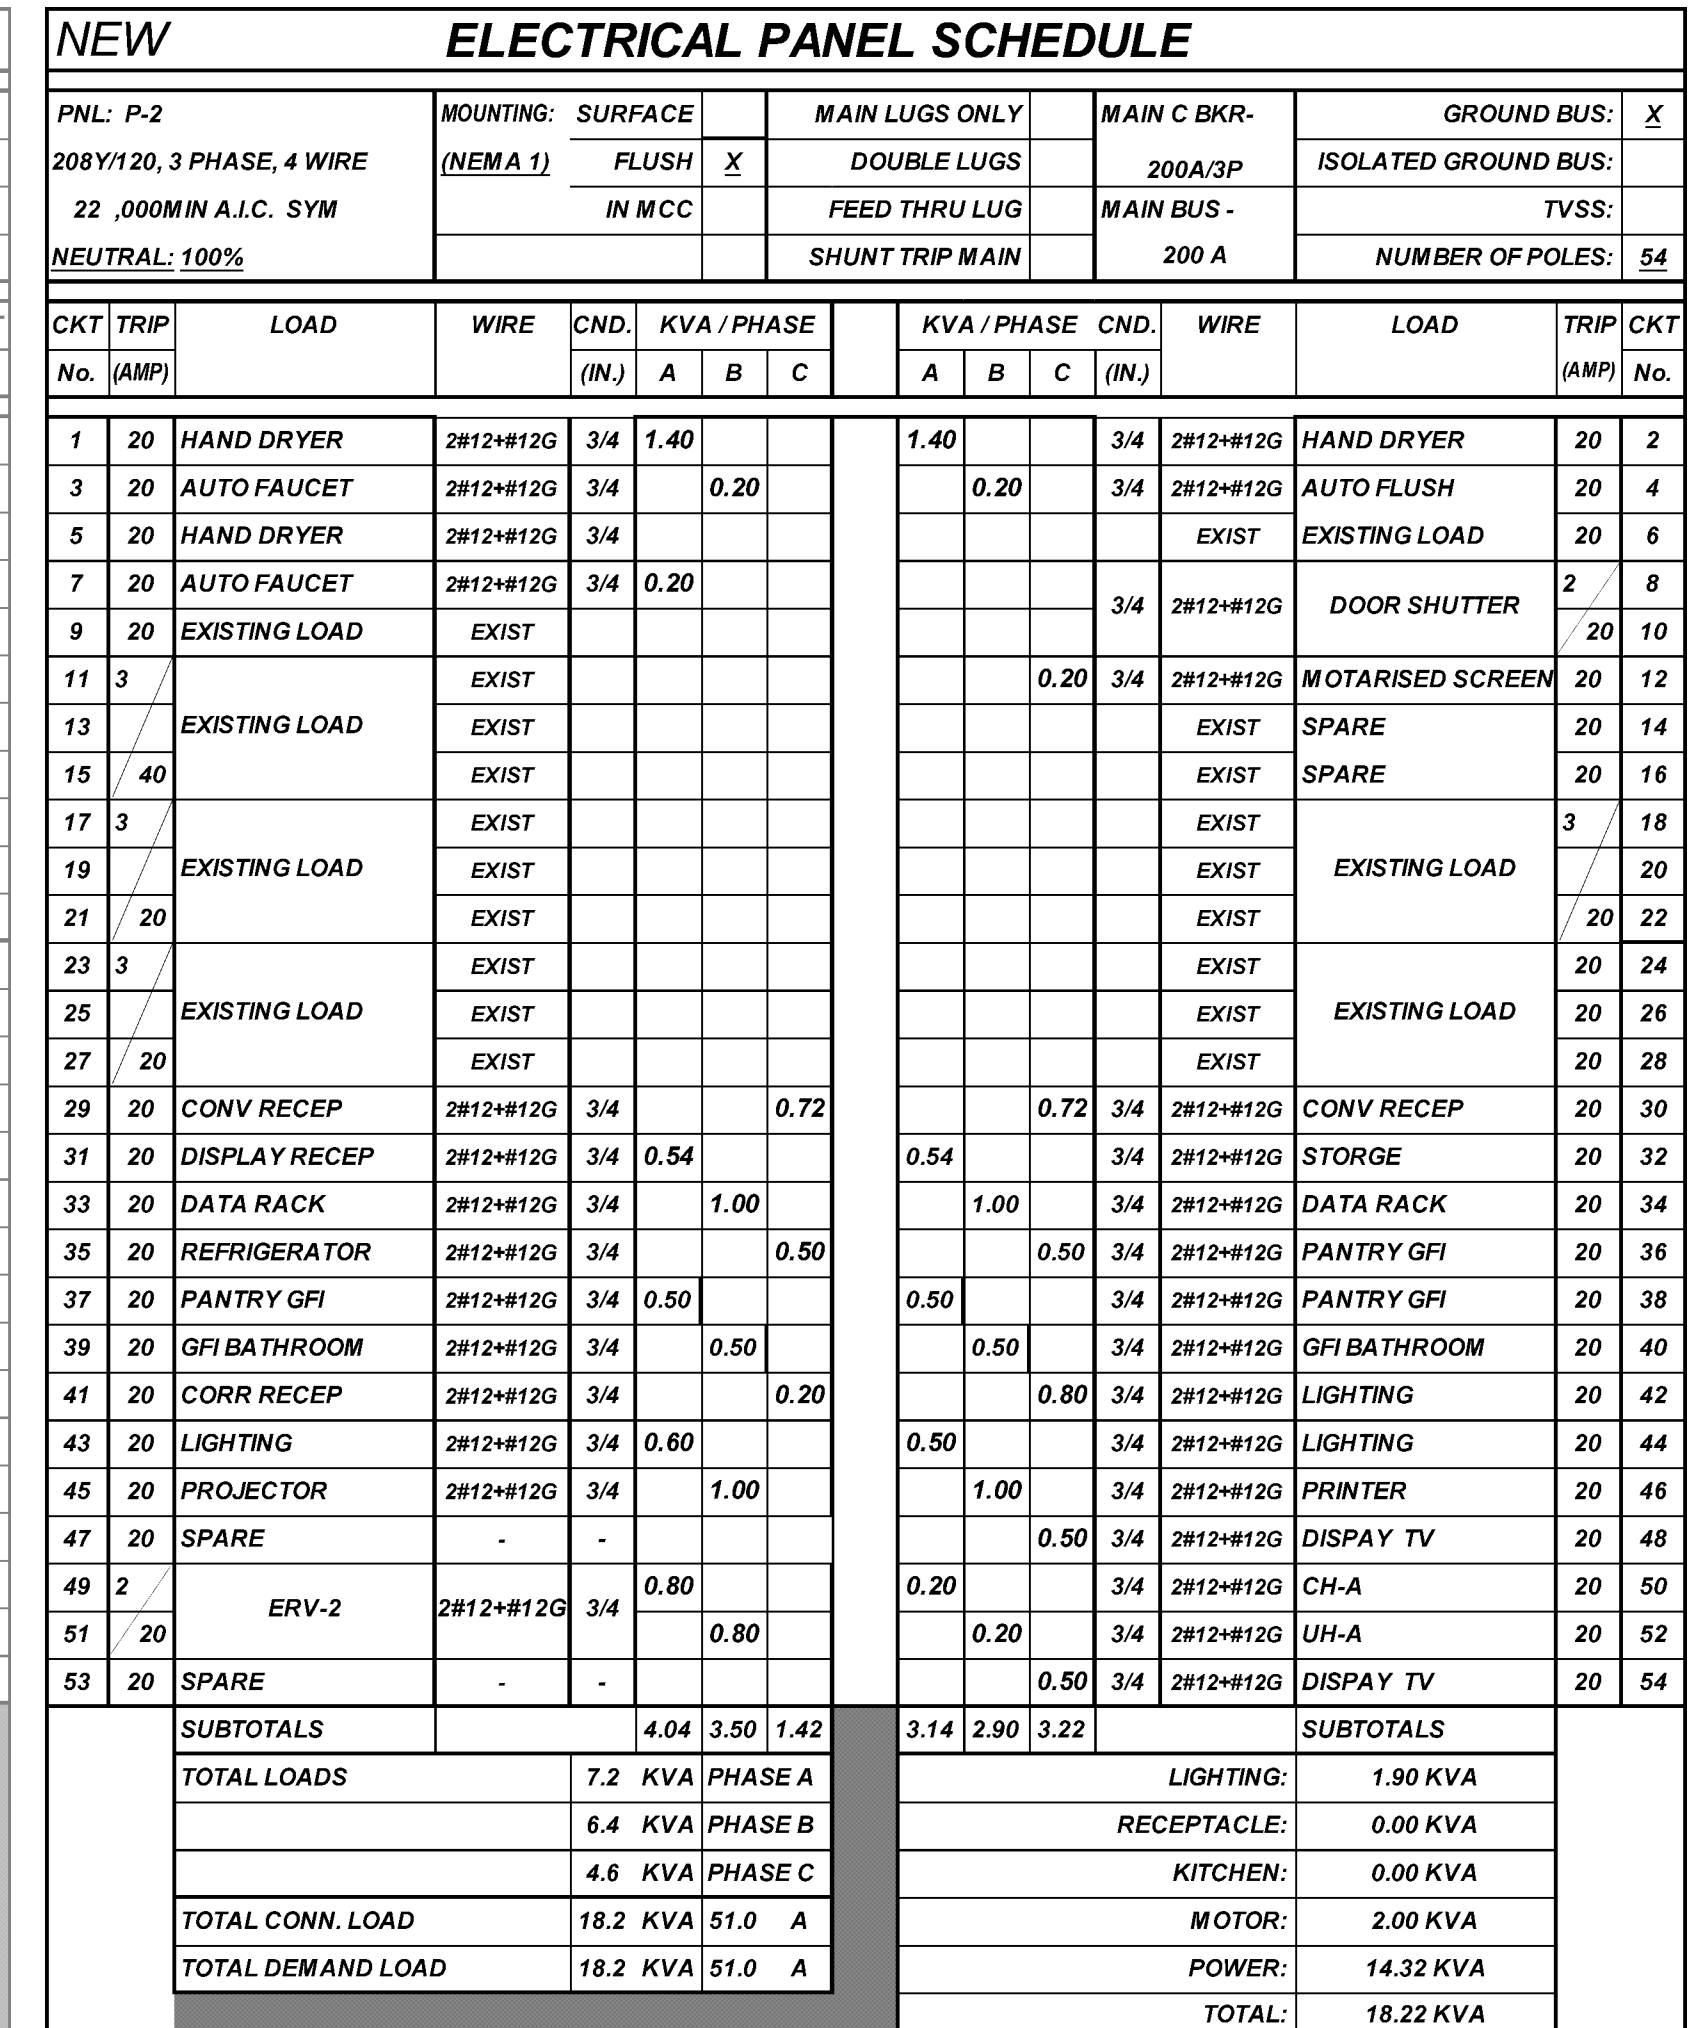 NEW ELECTRICAL PANEL SCHEDULE
PNL: P-2 MOUNTING: SURFACE MAIN LUGS ONLY MAIN C BKR- GROUND BUS: X
208Y/120, 3 PHASE, 4 WIRE (NEMA 1) FLUSH X DOUBLE LUGS 200A/3P ISOLATED GROUND BUS:
22 ,000MIN A.I.C. SYM IN MCC FEED THRU LUG MAIN BUS - TVSS:
NEUTRAL: 100% SHUNT TRIP MAIN 200 A NUMBER OF POLES: 54
CKT TRIP LOAD WIRE CND. KVA / PHASE KVA / PHASE CND. WIRE LOAD TRIP CKT
No. (AMP) (IN.) A B C A B C (IN.) (AMP) No.
1 20 HAND DRYER 2#12+#12G 3/4 1.40 1.40 3/4 2#12+#12G HAND DRYER 20 2
3 20 AUTO FAUCET 2#12+#12G 3/4 0.20 0.20 3/4 2#12+#12G AUTO FLUSH 20 4
5 20 HAND DRYER 2#12+#12G 3/4 EXIST EXISTING LOAD 20 6
7 20 AUTO FAUCET 2#12+#12G 3/4 0.20 3/4 2#12+#12G DOOR SHUTTER 2 8
9 20 EXISTING LOAD EXIST 20 10
11 3 EXIST 0.20 3/4 2#12+#12G MOTARISED SCREEN 20 12
13 EXISTING LOAD EXIST EXIST SPARE 20 14
15 40 EXIST EXIST SPARE 20 16
17 3 EXIST EXIST 3 18
19 EXISTING LOAD EXIST EXIST EXISTING LOAD 20
21 20 EXIST EXIST 20 22
23 3 EXIST EXIST 20 24
25 EXISTING LOAD EXIST EXIST EXISTING LOAD 20 26
27 20 EXIST EXIST 20 28
29 20 CONV RECEP 2#12+#12G 3/4 0.72 0.72 3/4 2#12+#12G CONV RECEP 20 30
31 20 DISPLAY RECEP 2#12+#12G 3/4 0.54 0.54 3/4 2#12+#12G STORGE 20 32
33 20 DATA RACK 2#12+#12G 3/4 1.00 1.00 3/4 2#12+#12G DATA RACK 20 34
35 20 REFRIGERATOR 2#12+#12G 3/4 0.50 0.50 3/4 2#12+#12G PANTRY GFI 20 36
37 20 PANTRY GFI 2#12+#12G 3/4 0.50 0.50 3/4 2#12+#12G PANTRY GFI 20 38
39 20 GFI BATHROOM 2#12+#12G 3/4 0.50 0.50 3/4 2#12+#12G GFI BATHROOM 20 40
41 20 CORR RECEP 2#12+#12G 3/4 0.20 0.80 3/4 2#12+#12G LIGHTING 20 42
43 20 LIGHTING 2#12+#12G 3/4 0.60 0.50 3/4 2#12+#12G LIGHTING 20 44
45 20 PROJECTOR 2#12+#12G 3/4 1.00 1.00 3/4 2#12+#12G PRINTER 20 46
47 20 SPARE - - 0.50 3/4 2#12+#12G DISPAY TV 20 48
49 2 ERV-2 2#12+#12G 3/4 0.80 0.20 3/4 2#12+#12G CH-A 20 50
51 20 0.80 0.20 3/4 2#12+#12G UH-A 20 52
53 20 SPARE - - 0.50 3/4 2#12+#12G DISPAY TV 20 54
SUBTOTALS 4.04 3.50 1.42 3.14 2.90 3.22 SUBTOTALS
TOTAL LOADS 7.2 KVA PHASE A LIGHTING: 1.90 KVA
6.4 KVA PHASE B RECEPTACLE: 0.00 KVA
4.6 KVA PHASE C KITCHEN: 0.00 KVA
TOTAL CONN. LOAD 18.2 KVA 51.0 A MOTOR: 2.00 KVA
TOTAL DEMAND LOAD 18.2 KVA 51.0 A POWER: 14.32 KVA
TOTAL: 18.22 KVA